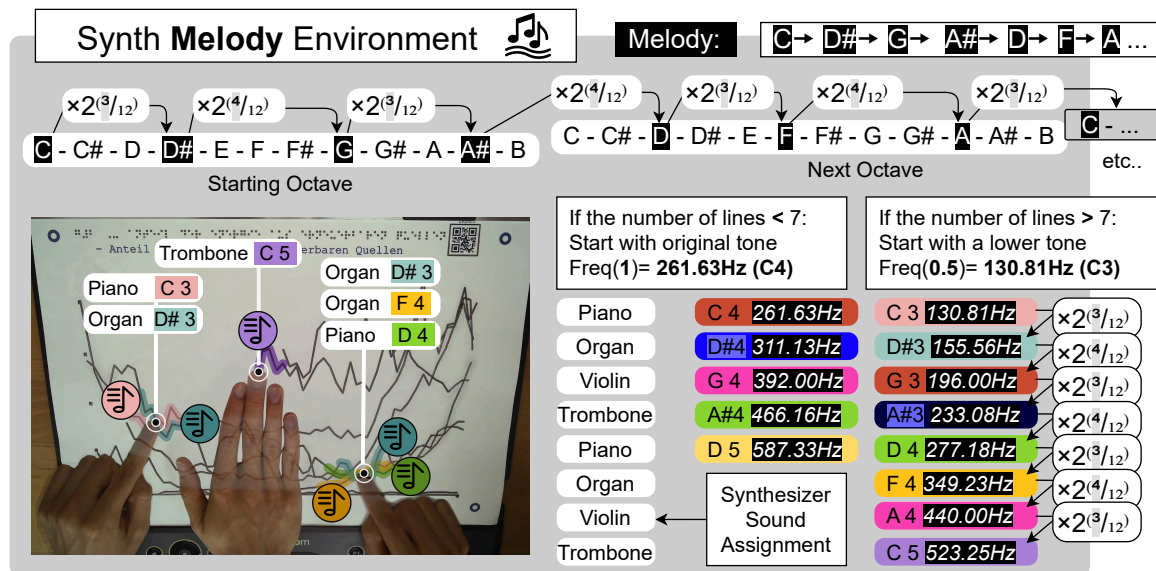 Synth Melody Environment
Melody: C→ D#→ G→ A#→ D→ F→ A ...
×2(³/₁₂) ×2(⁴/₁₂) ×2(³/₁₂) ×2(⁴/₁₂) ×2(³/₁₂) ×2(⁴/₁₂) ×2(³/₁₂)
C - C# - D - D# - E - F - F# - G - G# - A - A# - B
Starting Octave
C - C# - D - D# - E - F - F# - G - G# - A - A# - B
Next Octave
C - ...
etc..
- Anteil
erbaren Quellen
Trombone C 5
Piano C 3
Organ D# 3
Organ D# 3
Organ F 4
Piano D 4
If the number of lines < 7:
Start with original tone
Freq(1)= 261.63Hz (C4)
If the number of lines > 7:
Start with a lower tone
Freq(0.5)= 130.81Hz (C3)
Piano C 4 261.63Hz C 3 130.81Hz
×2(³/₁₂)
Organ D#4 311.13Hz D#3 155.56Hz
×2(⁴/₁₂)
Violin G 4 392.00Hz G 3 196.00Hz
×2(³/₁₂)
Trombone A#4 466.16Hz A#3 233.08Hz
×2(⁴/₁₂)
Piano D 5 587.33Hz D 4 277.18Hz
×2(³/₁₂)
Organ F 4 349.23Hz
×2(⁴/₁₂)
Violin A 4 440.00Hz
×2(³/₁₂)
Trombone C 5 523.25Hz
Synthesizer
Sound
Assignment